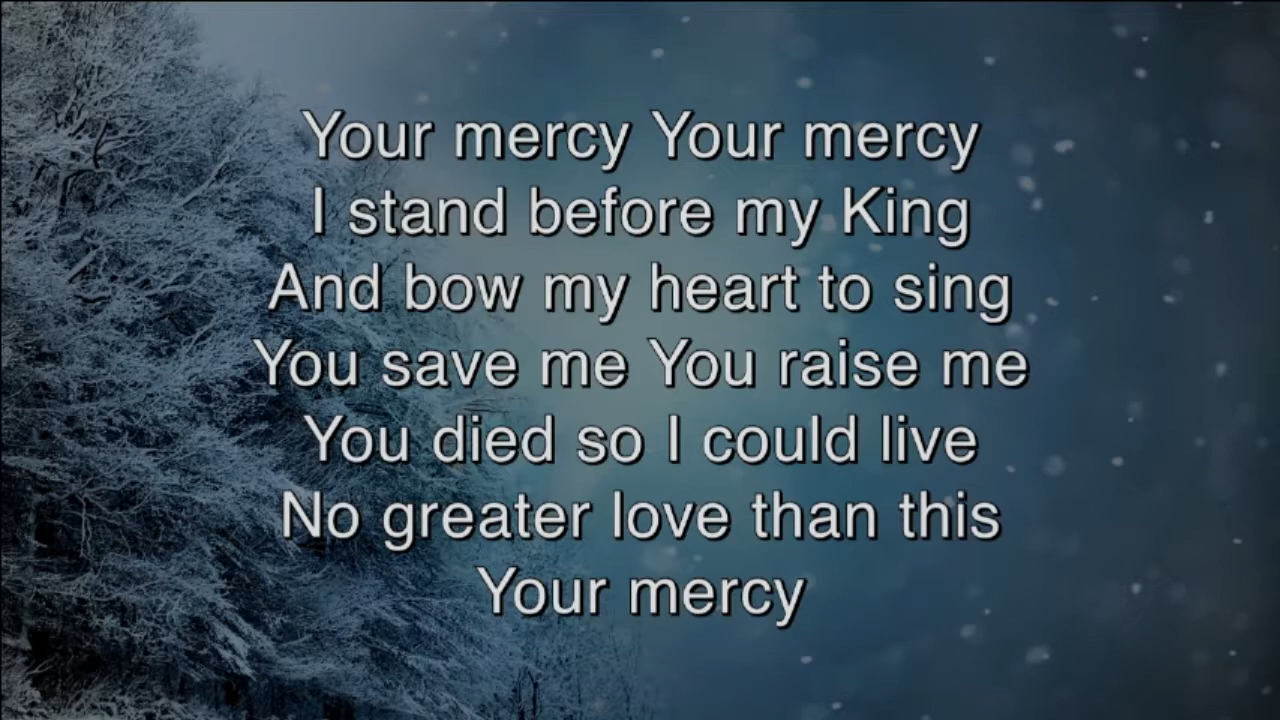 Your mercy Your mercy
I stand before my King
And bow my heart to sing
You save me You raise me
You died so I could live
No greater love than this
Your mercy